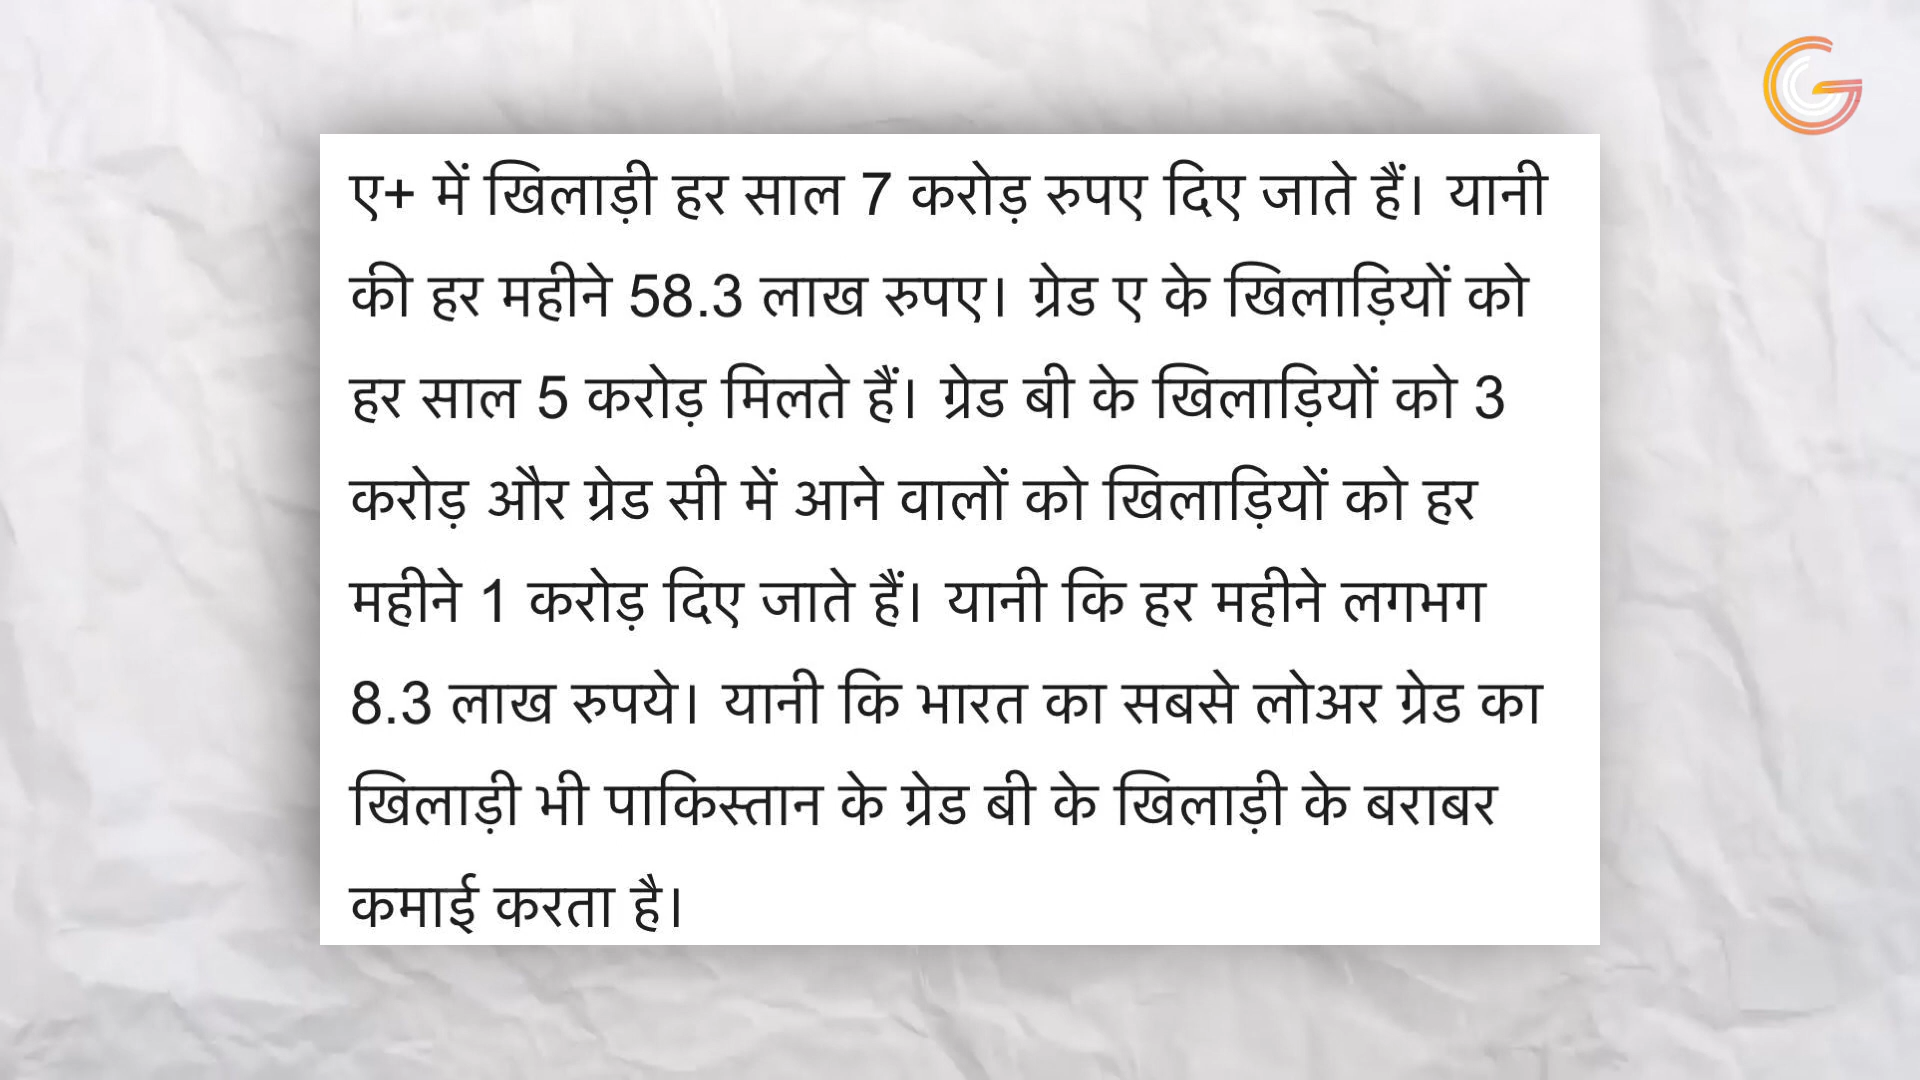 ए+ में खिलाड़ी हर साल 7 करोड़ रुपए दिए जाते हैं। यानी
की हर महीने 58.3 लाख रुपए। ग्रेड ए के खिलाड़ियों को
हर साल 5 करोड़ मिलते हैं। ग्रेड बी के खिलाड़ियों को 3
करोड़ और ग्रेड सी में आने वालों को खिलाड़ियों को हर
महीने 1 करोड़ दिए जाते हैं। यानी कि हर महीने लगभग
8.3 लाख रुपये। यानी कि भारत का सबसे लोअर ग्रेड का
खिलाड़ी भी पाकिस्तान के ग्रेड बी के खिलाड़ी के बराबर
कमाई करता है।